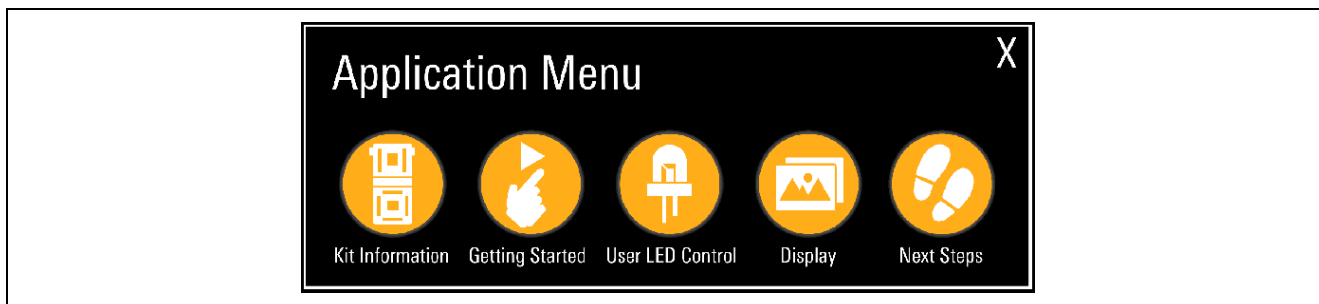 Application Menu
X
Kit Information
Getting Started
User LED Control
Display
Next Steps